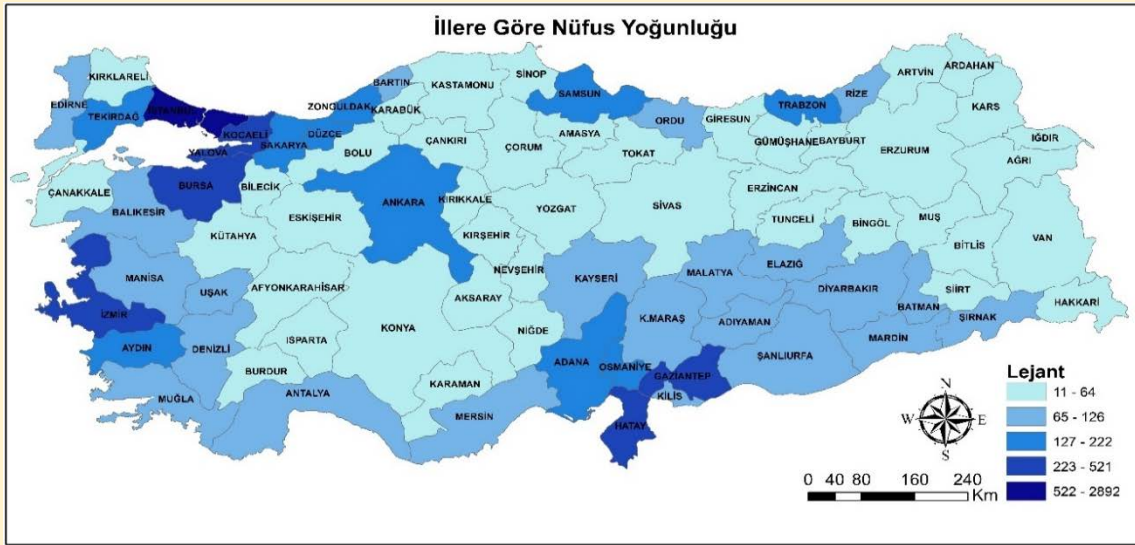 İllere Göre Nüfus Yoğunluğu
KIRKLARELİ
EDİRNE
TEKİRDAĞ
İSTANBUL
KOCAELİ
YALOVA
SAKARYA
DÜZCE
ZONGULDAK
BARTIN
KARABÜK
KASTAMONU
SİNOP
SAMSUN
ORDU
GİRESUN
TRABZON
RİZE
ARTVİN
ARDAHAN
KARS
IĞDIR
AĞRI
ERZURUM
BAYBURT
GÜMÜŞHANE
TOKAT
AMASYA
ÇORUM
ÇANKIRI
BOLU
BİLECİK
BURSA
ÇANAKKALE
BALIKESİR
KÜTAHYA
ESKİŞEHİR
ANKARA
KIRIKKALE
KIRŞEHİR
YOZGAT
SİVAS
ERZİNCAN
TUNCELİ
BİNGÖL
MUŞ
BİTLİS
VAN
HAKKARİ
SİİRT
ŞIRNAK
BATMAN
MARDİN
DİYARBAKIR
ELAZIĞ
MALATYA
ADIYAMAN
ŞANLIURFA
K.MARAŞ
GAZİANTEP
KİLİS
HATAY
OSMANİYE
ADANA
KAYSERİ
NEVŞEHİR
NİĞDE
AKSARAY
KONYA
KARAMAN
MERSİN
ANTALYA
ISPARTA
BURDUR
AFYONKARAHİSAR
UŞAK
MANİSA
İZMİR
AYDIN
DENİZLİ
MUĞLA
N
W
E
S
0 40 80 160 240
Km
Lejant
11 - 64
65 - 126
127 - 222
223 - 521
522 - 2892